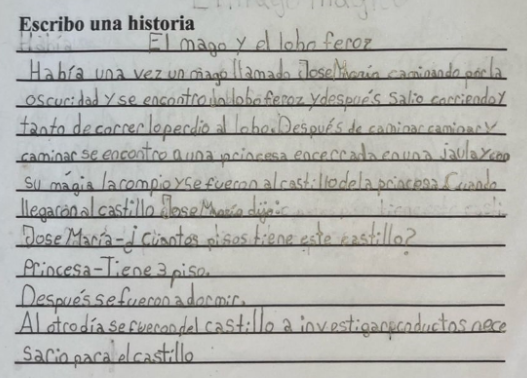 Escribo una historia
El mago y el lobo feroz
Había una vez un mago llamado Jose María caminando por la
oscuridad y se encontro un lobo feroz y después salio corriendo y
tanto de correr lo perdio al lobo. Después de caminar caminar y
caminar se encontro a una princesa encerrada en una jaula y con
su mágia la rompio y se fueron al castillo de la princesa. Cuando
llegaron al castillo Jose María dijo:
Jose María-¿Cuántos pisos tiene este castillo?
Princesa-Tiene 3 piso.
Después se fueron a dormir.
Al otro día se fueron del castillo a investigar productos nece
sario para el castillo